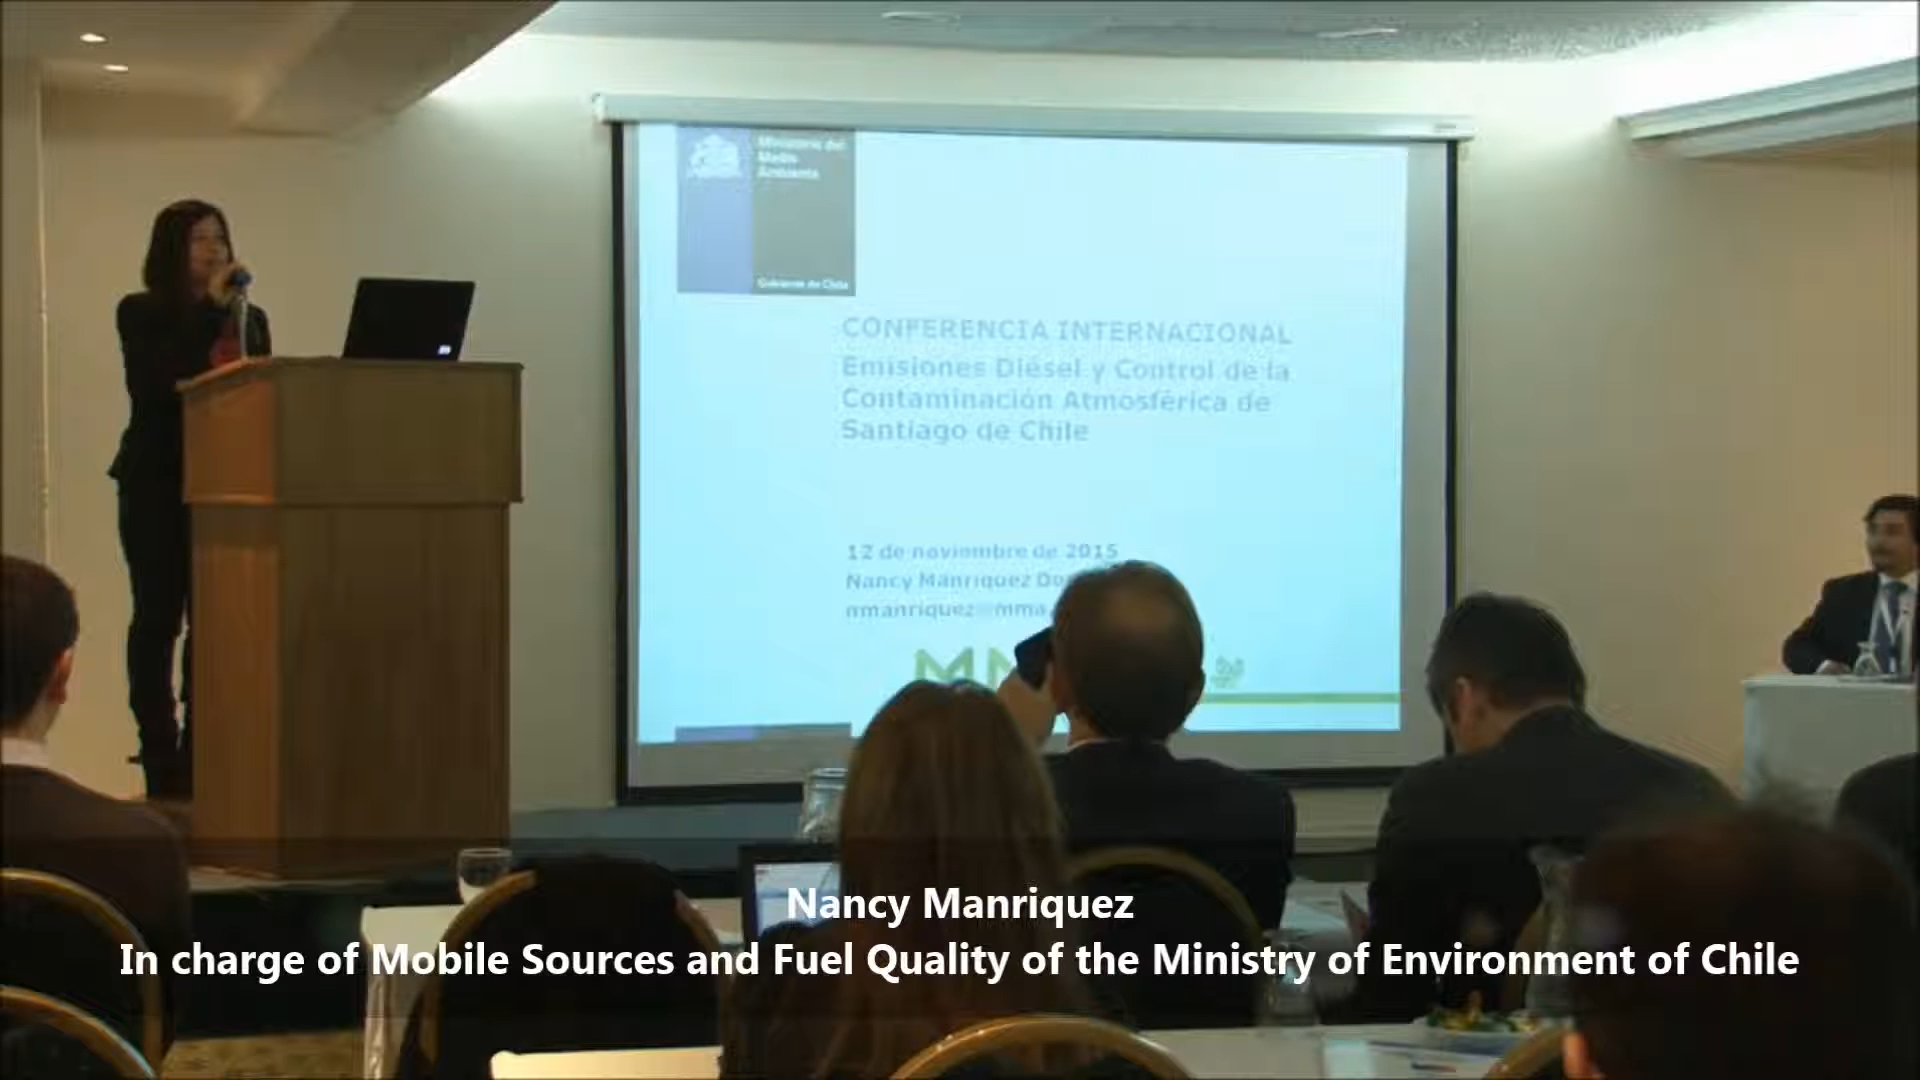 Ministerio del
Medio
Ambiente
Gobierno de Chile
CONFERENCIA INTERNACIONAL
Emisiones Diésel y Control de la
Contaminación Atmosférica de
Santiago de Chile
12 de noviembre de 2015
Nancy Manriquez
nmanriquez@mma
Nancy Manriquez
In charge of Mobile Sources and Fuel Quality of the Ministry of Environment of Chile